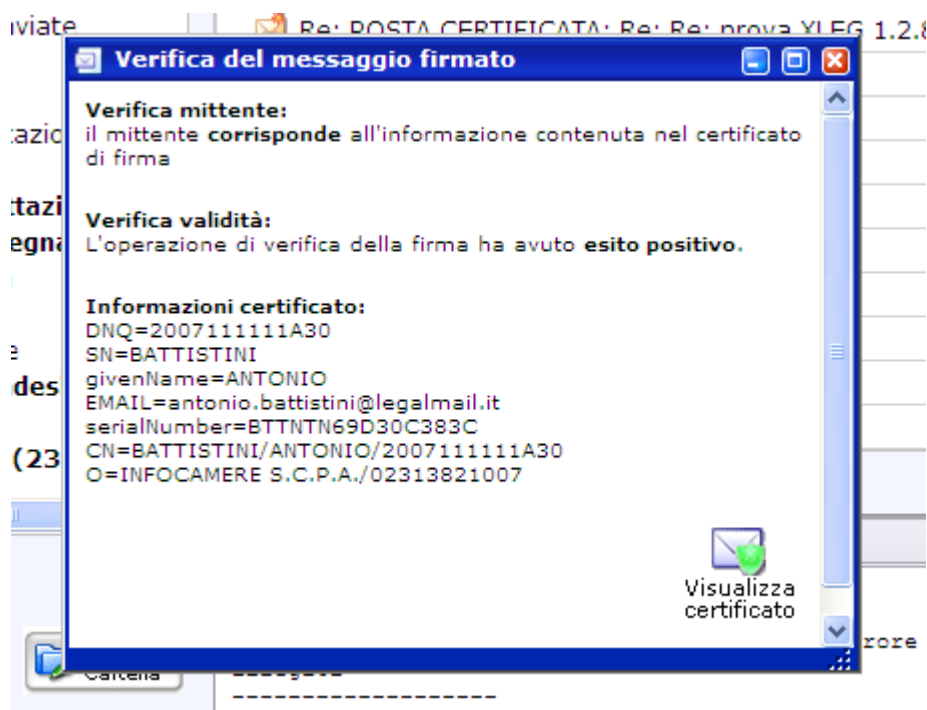 Re: POSTA CERTIFICATA: Re: Re: prova XLEG 1.2.8
Verifica del messaggio firmato
Verifica mittente:
il mittente corrisponde all'informazione contenuta nel certificato
di firma
Verifica validità:
L'operazione di verifica della firma ha avuto esito positivo.
Informazioni certificato:
DNQ=2007111111A30
SN=BATTISTINI
givenName=ANTONIO
EMAIL=antonio.battistini@legalmail.it
serialNumber=BTTNTN69D30C383C
CN=BATTISTINI/ANTONIO/2007111111A30
O=INFOCAMERE S.C.P.A./02313821007
(23
Visualizza
certificato
Cartella
-------------------